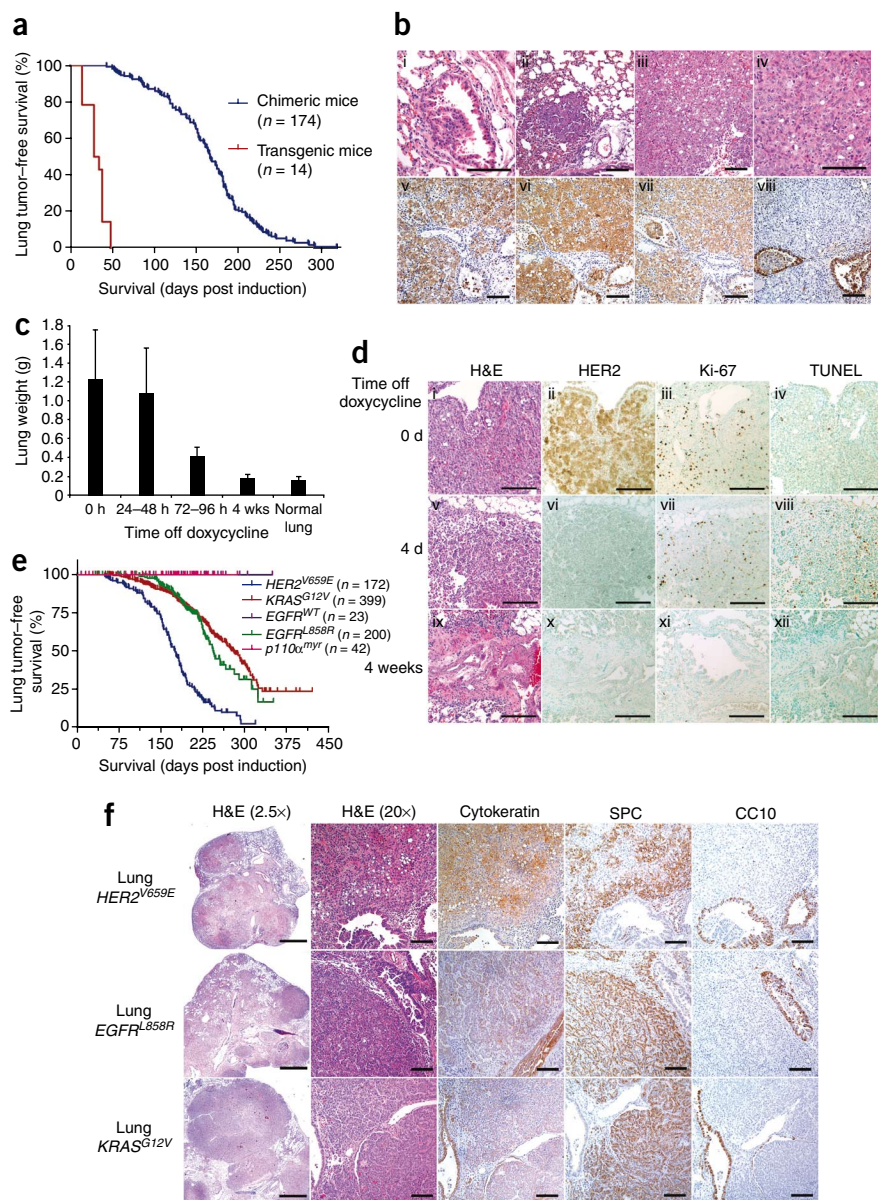 a
Lung tumor–free survival (%)
100
80
60
40
20
0
0 50 100 150 200 250 300
Survival (days post induction)
Chimeric mice
(n = 174)
Transgenic mice
(n = 14)
b
i ii iii iv
v vi vii viii
c
Lung weight (g)
1.8
1.6
1.4
1.2
1.0
0.8
0.6
0.4
0.2
0
0 h 24–48 h 72–96 h 4 wks Normal
lung
Time off doxycycline
d
H&E HER2 Ki-67 TUNEL
Time off
doxycycline
0 d
i ii iii iv
4 d
v vi vii viii
4 weeks
ix x xi xii
e
Lung tumor–free
survival (%)
100
75
50
25
0
0 75 150 225 300 375 450
Survival (days post induction)
HER2V659E (n = 172)
KRASG12V (n = 399)
EGFRWT (n = 23)
EGFRL858R (n = 200)
p110αmyr (n = 42)
f
H&E (2.5×) H&E (20×) Cytokeratin SPC CC10
Lung
HER2V659E
Lung
EGFRL858R
Lung
KRASG12V